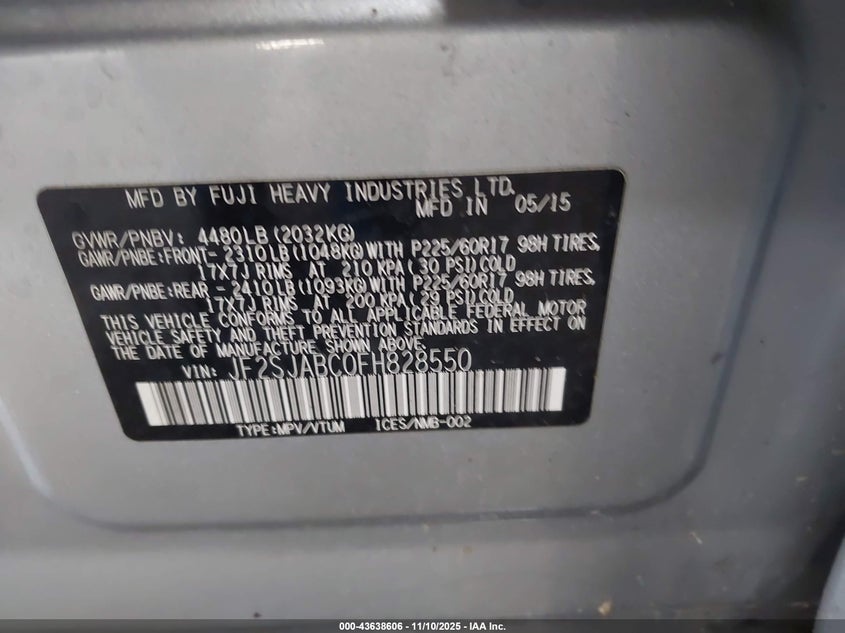 MFD BY FUJI HEAVY INDUSTRIES LTD.
MFD IN 05/15
GVWR/PNBV: 4480LB(2032KG)
GAWR/PNBE:FRONT- 2310LB(1048KG)WITH P225/60R17 98H TIRES,
17X7J RIMS AT 210 KPA(30 PSI)COLD
GAWR/PNBE:REAR - 2410LB(1093KG)WITH P225/60R17 98H TIRES,
17X7J RIMS AT 200 KPA(29 PSI)COLD
THIS VEHICLE CONFORMS TO ALL APPLICABLE FEDERAL MOTOR
VEHICLE SAFETY AND THEFT PREVENTION STANDARDS IN EFFECT ON
THE DATE OF MANUFACTURE SHOWN ABOVE.
VIN: JF2SJABC0FH828550
TYPE:MPV/VTUM ICES/NMB-002
000-43638606 — 11/10/2025 — IAA Inc.